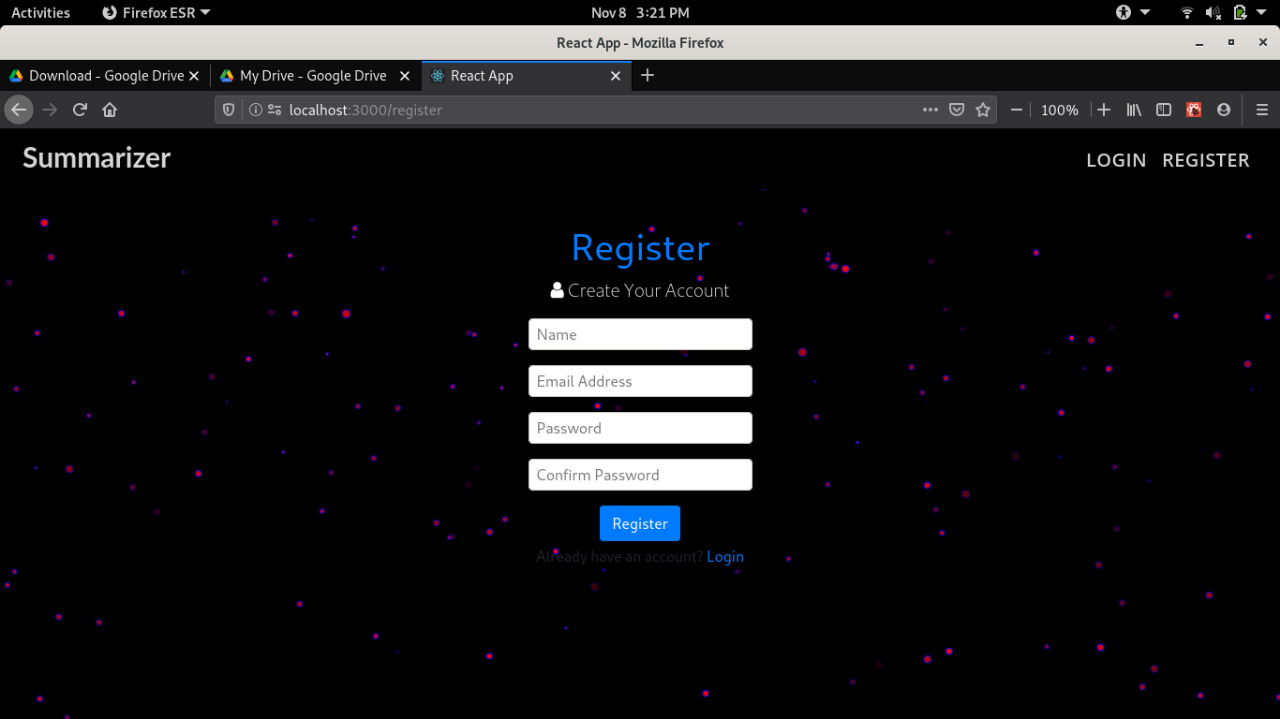 Activities Firefox ESR Nov 8 3:21 PM
React App - Mozilla Firefox
Download - Google Drive My Drive - Google Drive React App
localhost:3000/register 100%
Summarizer LOGIN REGISTER
Register
Create Your Account
Name
Email Address
Password
Confirm Password
Register
Already have an account? Login